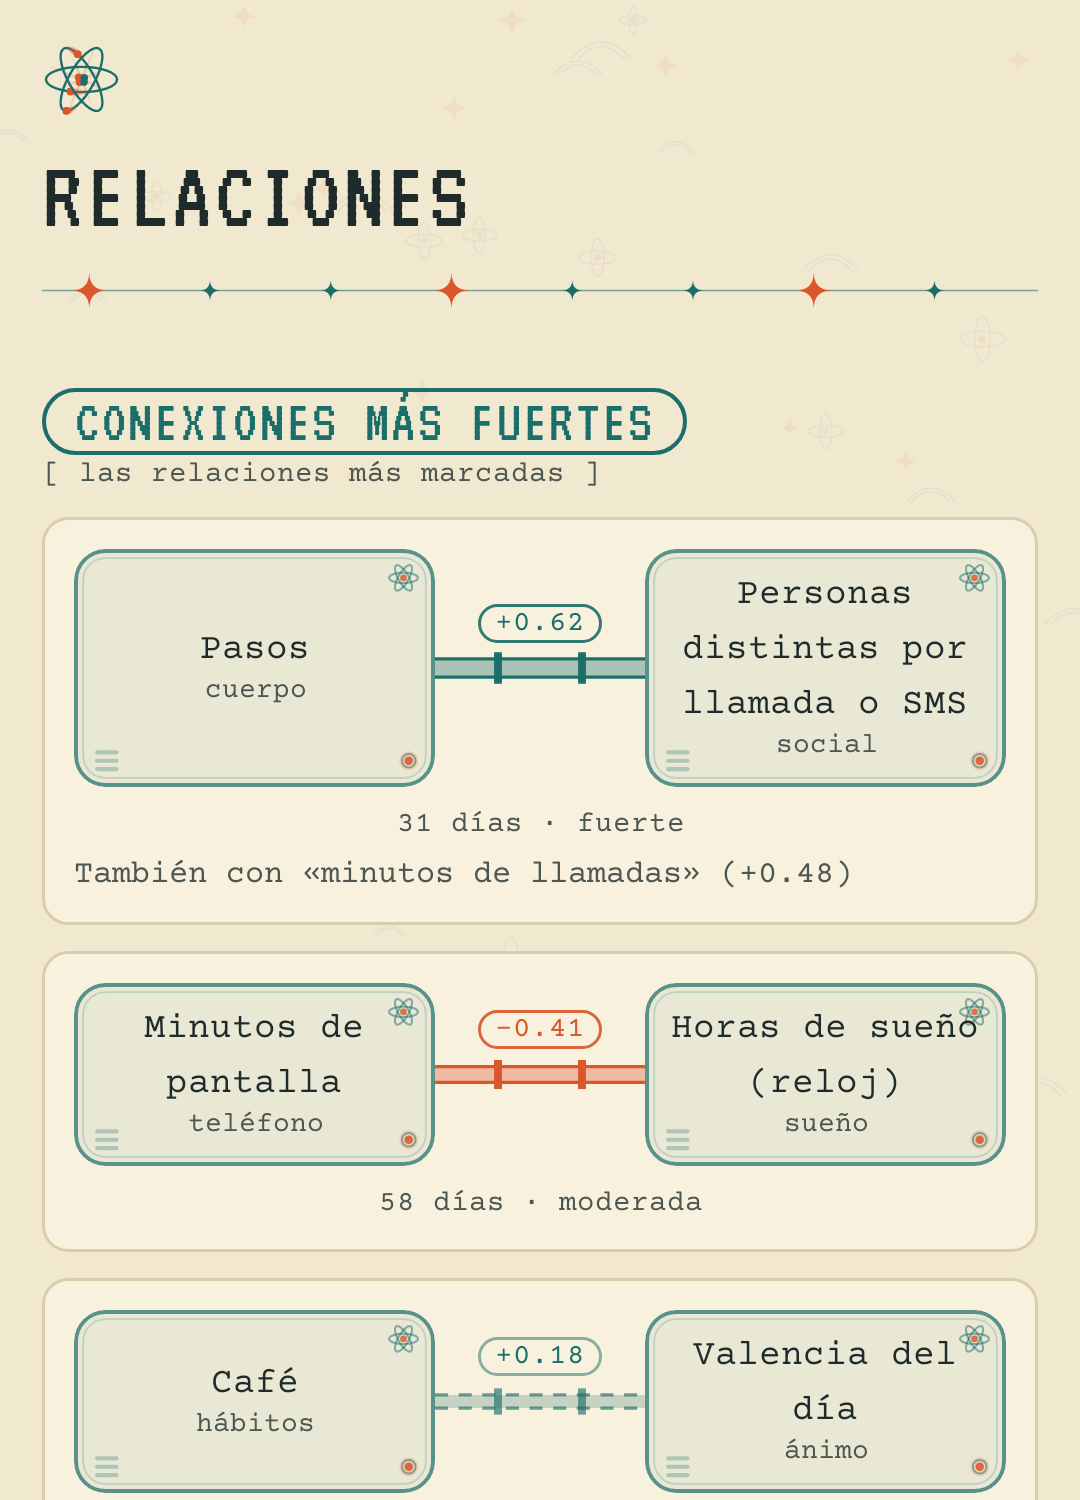 RELACIONES
CONEXIONES MÁS FUERTES
[ las relaciones más marcadas ]
Pasos
cuerpo
+0.62
Personas
distintas por
llamada o SMS
social
31 días · fuerte
También con «minutos de llamadas» (+0.48)
Minutos de
pantalla
teléfono
−0.41
Horas de sueño
(reloj)
sueño
58 días · moderada
Café
hábitos
+0.18
Valencia del
día
ánimo